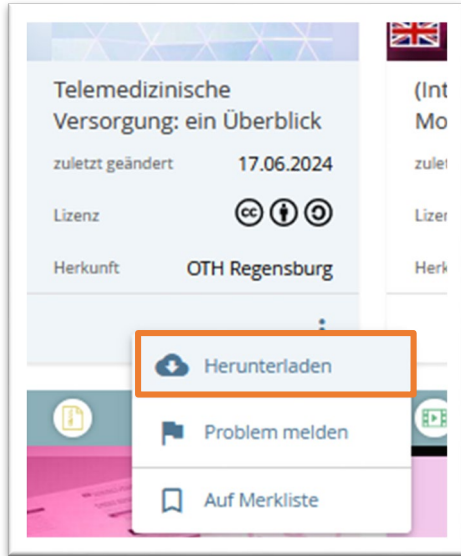 Telemedizinische
Versorgung: ein Überblick
zuletzt geändert 17.06.2024
Lizenz
Herkunft OTH Regensburg
Herunterladen
Problem melden
Auf Merkliste